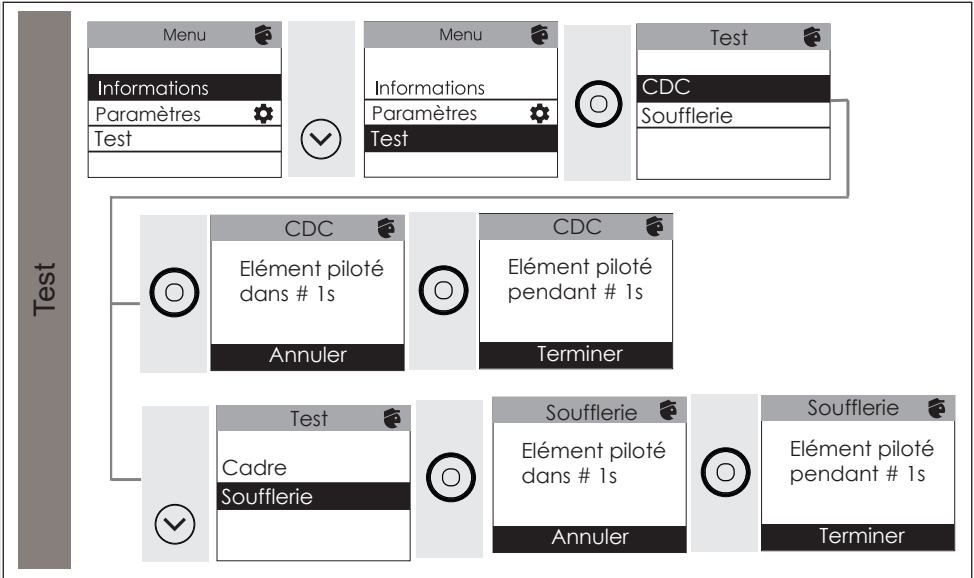 Test
Menu
Informations
Paramètres
Test
Menu
Informations
Paramètres
Test
Test
CDC
Soufflerie
CDC
Elément piloté
dans # 1s
Annuler
CDC
Elément piloté
pendant # 1s
Terminer
Test
Cadre
Soufflerie
Soufflerie
Elément piloté
dans # 1s
Annuler
Soufflerie
Elément piloté
pendant # 1s
Terminer